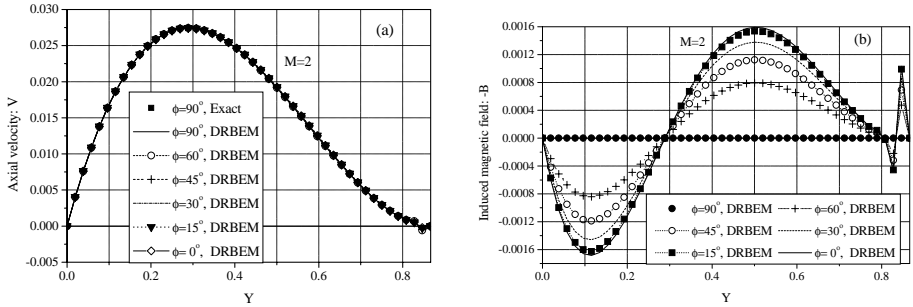 (a)
M=2
Axial velocity: V
0.030
0.025
0.020
0.015
0.010
0.005
0.000
-0.005
ϕ=90°, Exact
ϕ=90°, DRBEM
ϕ=60°, DRBEM
ϕ=45°, DRBEM
ϕ=30°, DRBEM
ϕ=15°, DRBEM
ϕ= 0°, DRBEM
0.0 0.2 0.4 0.6 0.8
Y
(b)
M=2
Induced magnetic field: -B
0.0016
0.0012
0.0008
0.0004
0.0000
-0.0004
-0.0008
-0.0012
-0.0016
ϕ=90°, DRBEM ϕ=60°, DRBEM
ϕ=45°, DRBEM ϕ=30°, DRBEM
ϕ=15°, DRBEM ϕ= 0°, DRBEM
0.0 0.2 0.4 0.6 0.8
Y